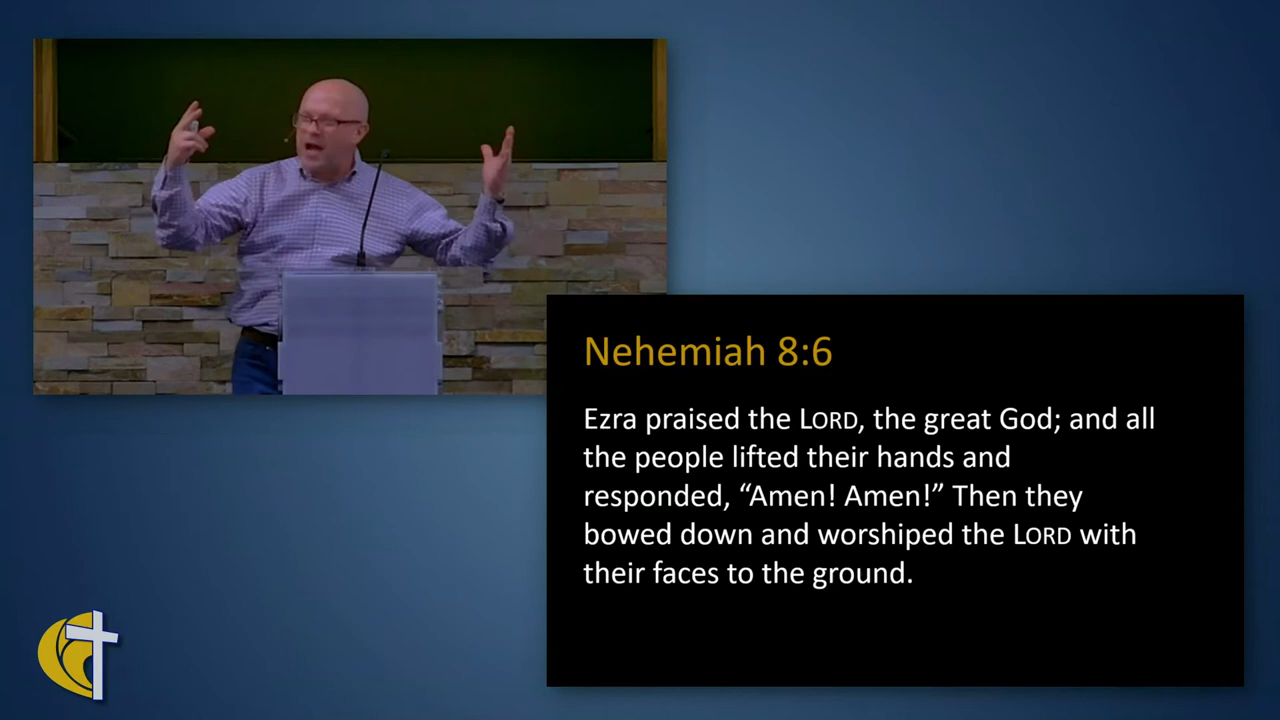 Nehemiah 8:6
Ezra praised the LORD, the great God; and all
the people lifted their hands and
responded, “Amen! Amen!” Then they
bowed down and worshiped the LORD with
their faces to the ground.